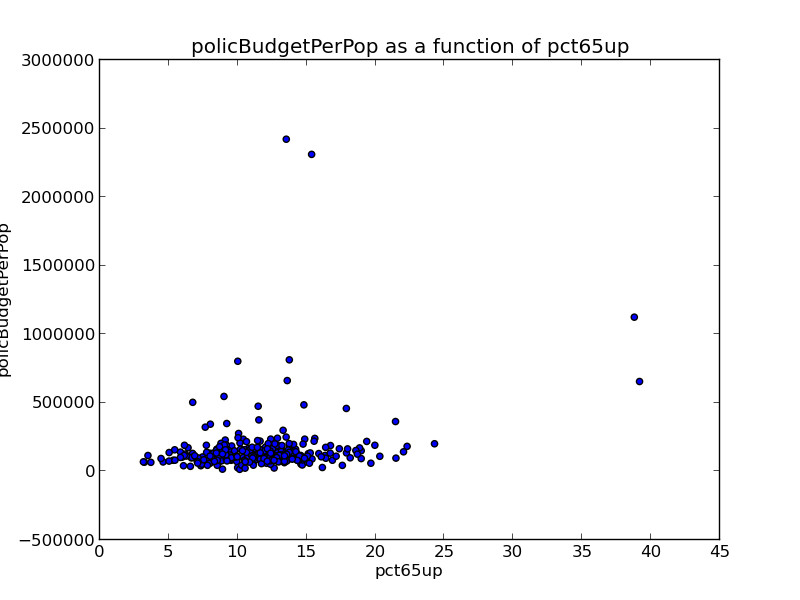 policBudgetPerPop as a function of pct65up
3000000
2500000
2000000
1500000
1000000
500000
0
−500000
policBudgetPerPop
0 5 10 15 20 25 30 35 40 45
pct65up